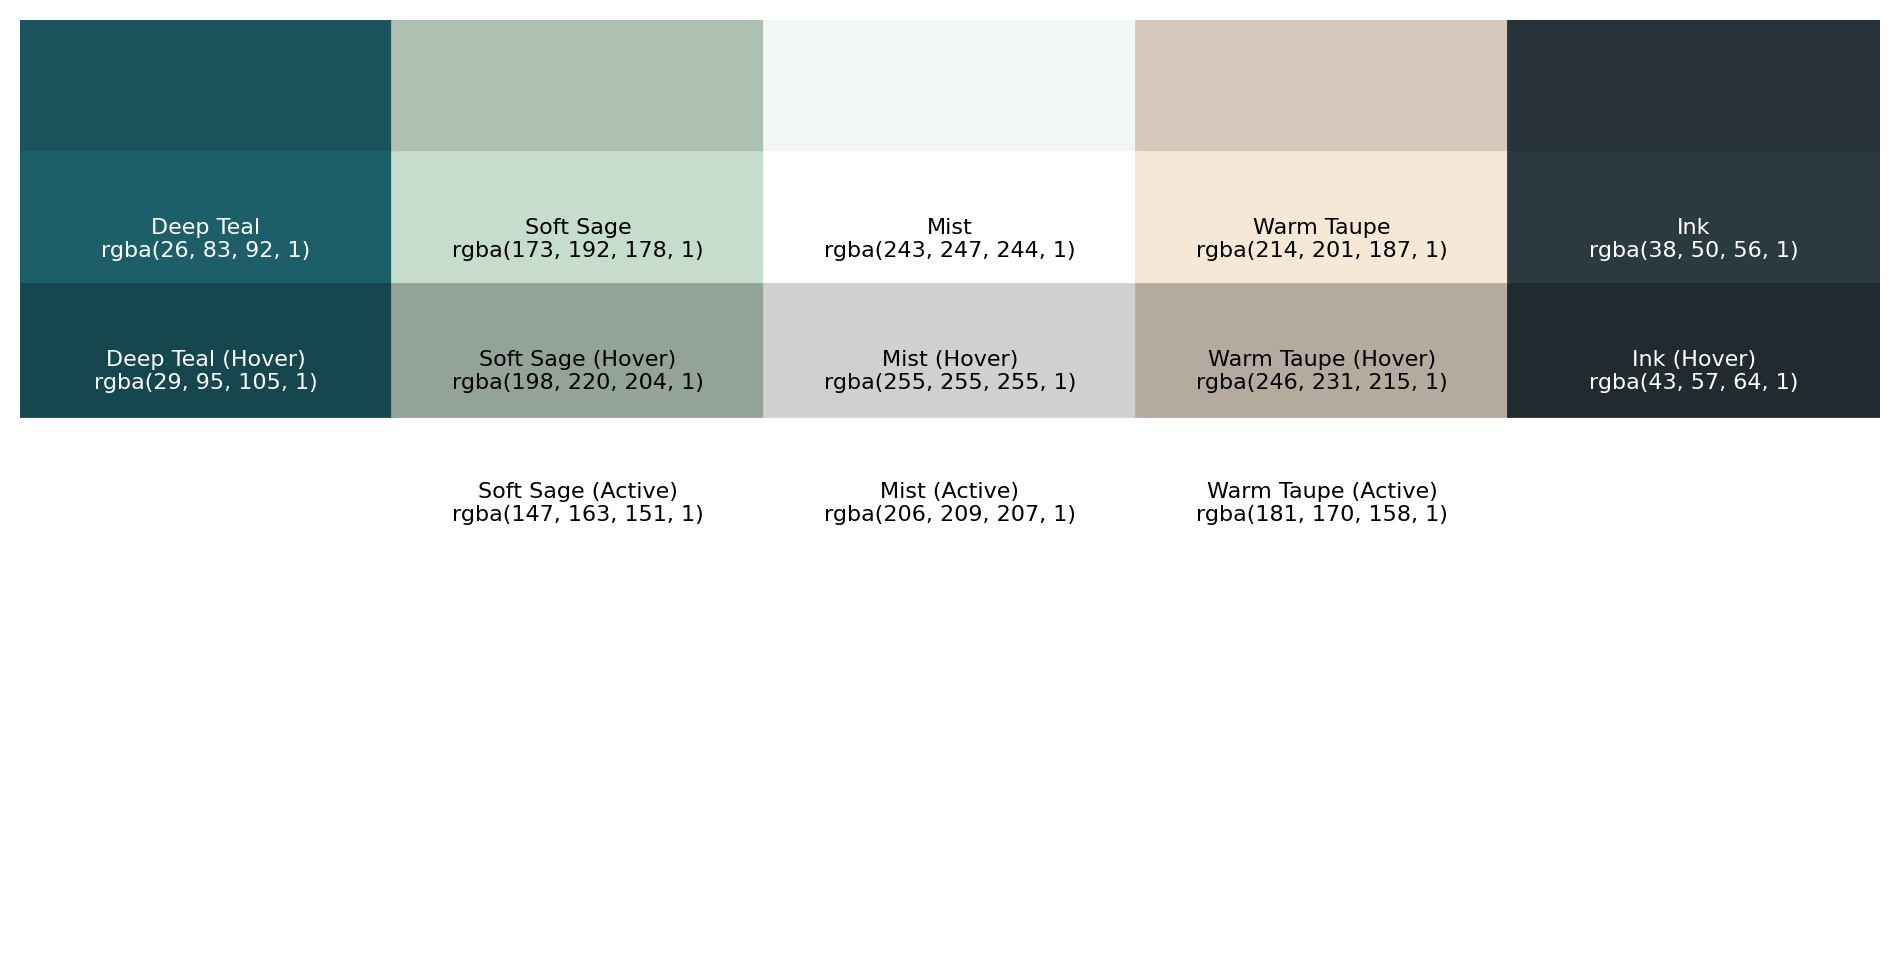 Deep Teal
rgba(26, 83, 92, 1)
Soft Sage
rgba(173, 192, 178, 1)
Mist
rgba(243, 247, 244, 1)
Warm Taupe
rgba(214, 201, 187, 1)
Ink
rgba(38, 50, 56, 1)
Deep Teal (Hover)
rgba(29, 95, 105, 1)
Soft Sage (Hover)
rgba(198, 220, 204, 1)
Mist (Hover)
rgba(255, 255, 255, 1)
Warm Taupe (Hover)
rgba(246, 231, 215, 1)
Ink (Hover)
rgba(43, 57, 64, 1)
Soft Sage (Active)
rgba(147, 163, 151, 1)
Mist (Active)
rgba(206, 209, 207, 1)
Warm Taupe (Active)
rgba(181, 170, 158, 1)